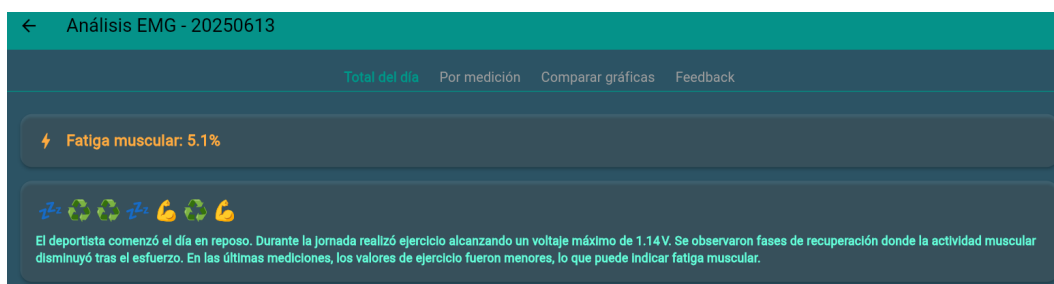 Análisis EMG - 20250613
Total del día Por medición Comparar gráficas Feedback
Fatiga muscular: 5.1%
El deportista comenzó el día en reposo. Durante la jornada realizó ejercicio alcanzando un voltaje máximo de 1.14 V. Se observaron fases de recuperación donde la actividad muscular
disminuyó tras el esfuerzo. En las últimas mediciones, los valores de ejercicio fueron menores, lo que puede indicar fatiga muscular.